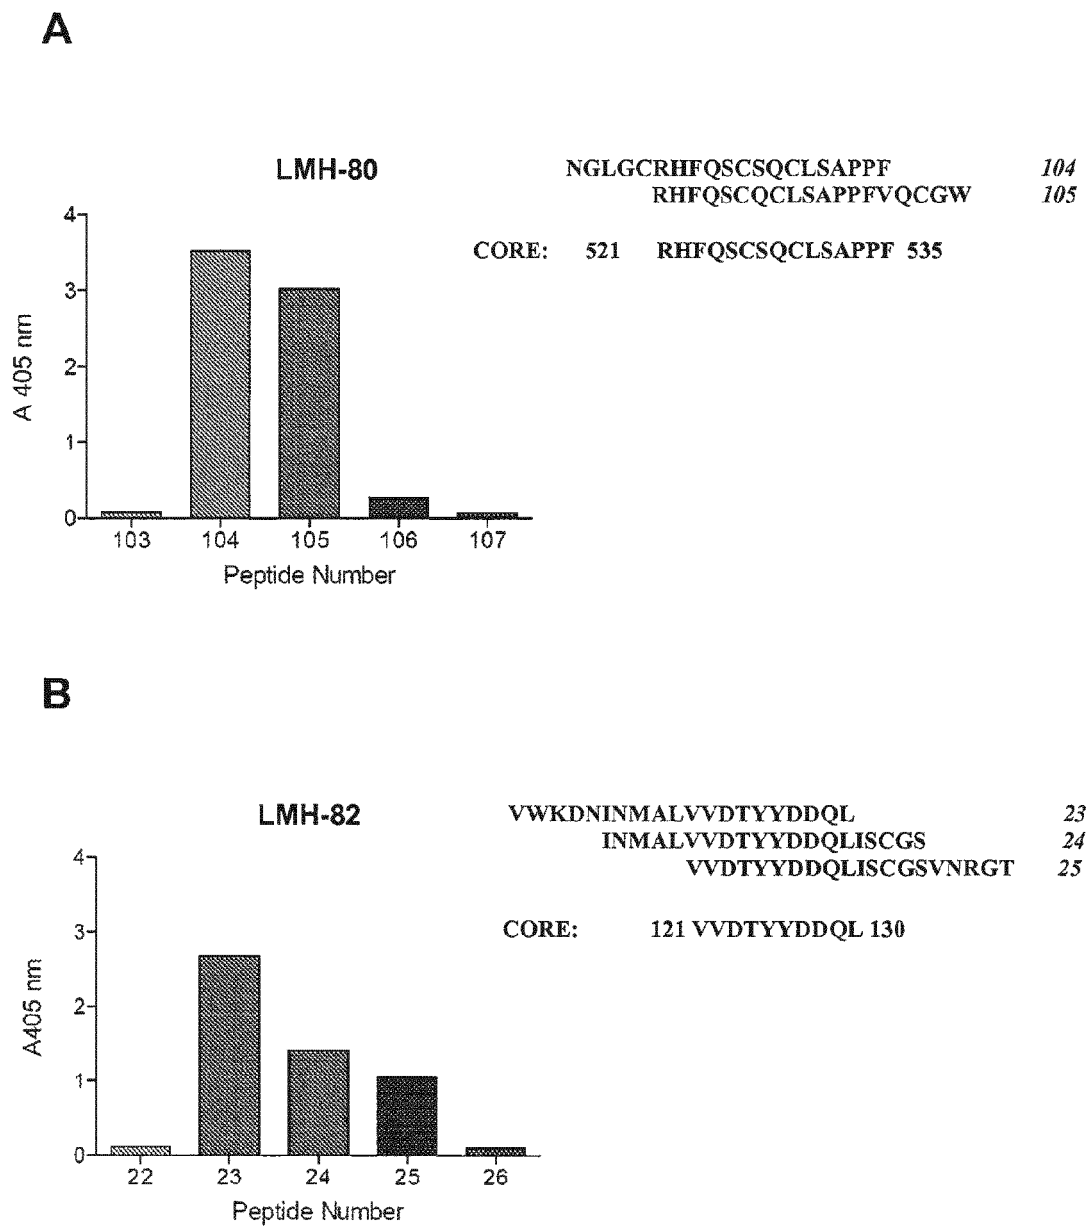 A
LMH-80
NGLGCRHFQSCSQCLSAPPF 104
RHFQSCQCLSAPPFVQCGW 105
CORE: 521 RHFQSCSQCLSAPPF 535
4
3
2
1
0
A 405 nm
103 104 105 106 107
Peptide Number
B
LMH-82
VWKDNINMALVVDTYYDDQL 23
INMALVVDTYYDDQLISCGS 24
VVDTYYDDQLISCGSVNRGT 25
CORE: 121 VVDTYYDDQL 130
4
3
2
1
0
A405 nm
22 23 24 25 26
Peptide Number